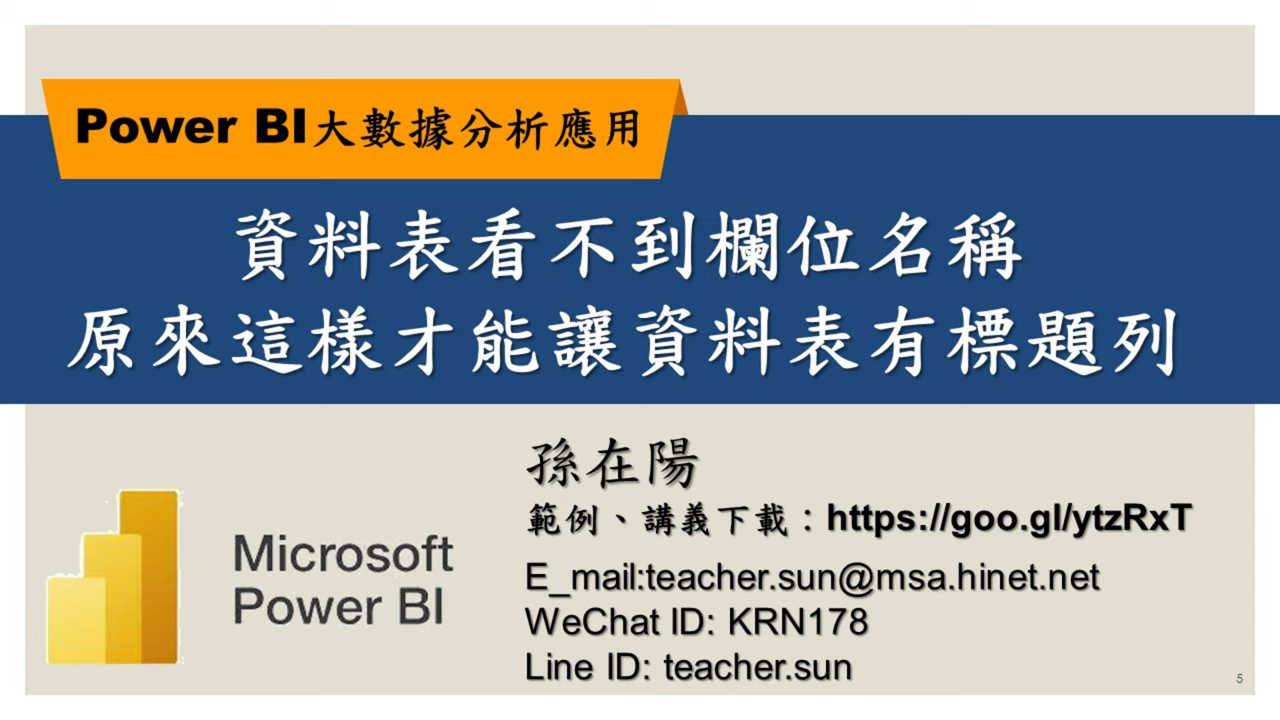 Power BI大數據分析應用
資料表看不到欄位名稱
原來這樣才能讓資料表有標題列
孫在陽
範例、講義下載：https://goo.gl/ytzRxT
Microsoft
Power BI
E_mail:teacher.sun@msa.hinet.net
WeChat ID: KRN178
Line ID: teacher.sun
5